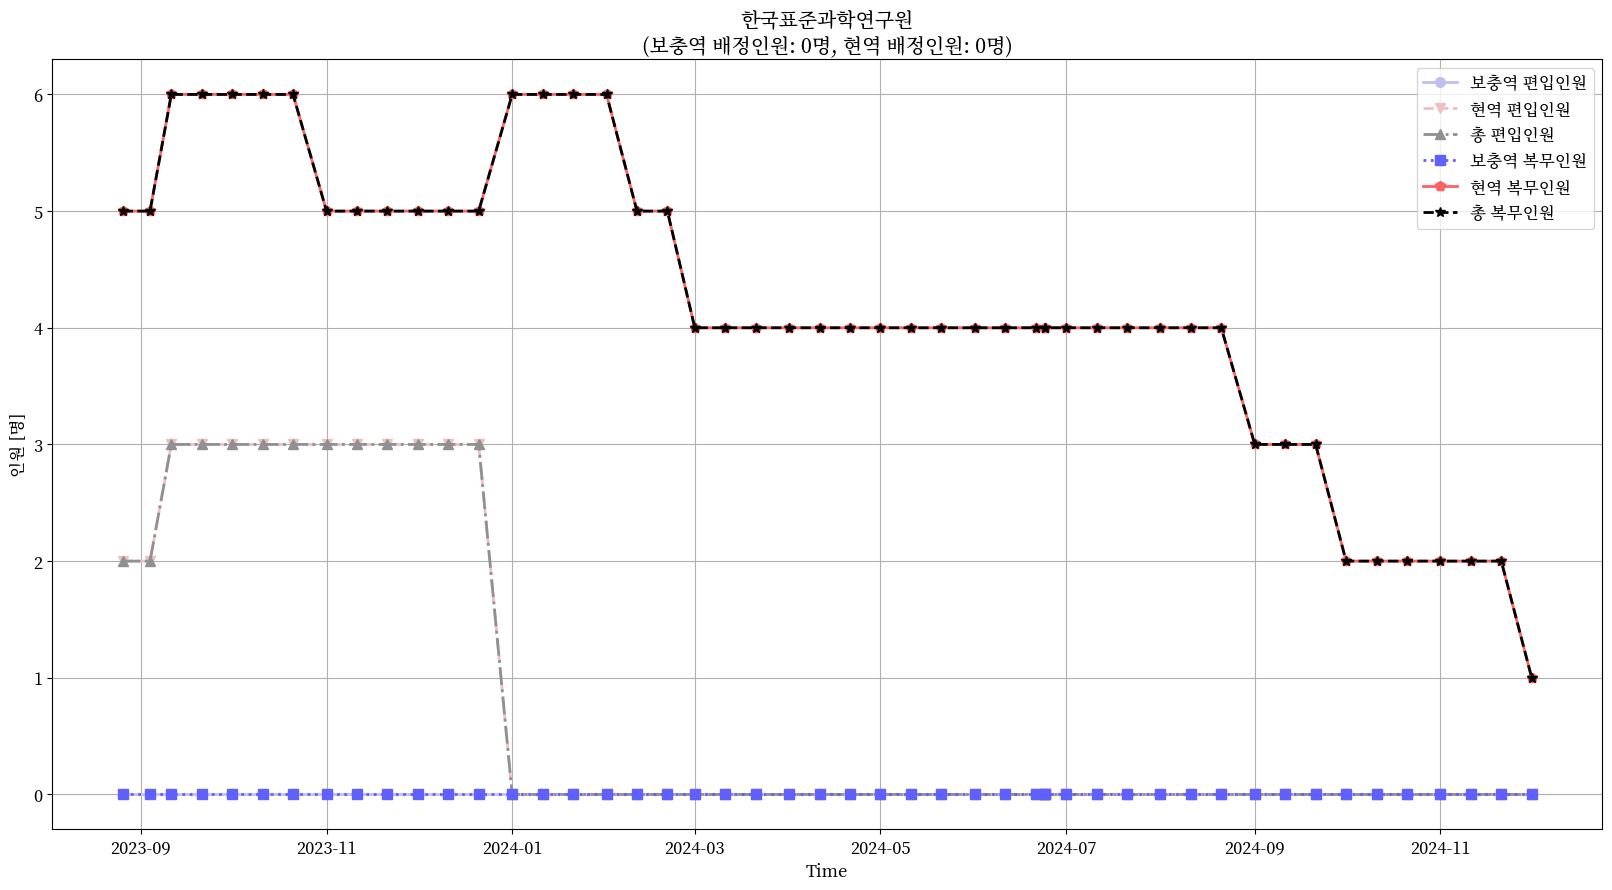 한국표준과학연구원
(보충역 배정인원: 0명, 현역 배정인원: 0명)
보충역 편입인원
현역 편입인원
총 편입인원
보충역 복무인원
현역 복무인원
총 복무인원
인원 [명]
6
5
4
3
2
1
0
2023-09
2023-11
2024-01
2024-03
2024-05
2024-07
2024-09
2024-11
Time